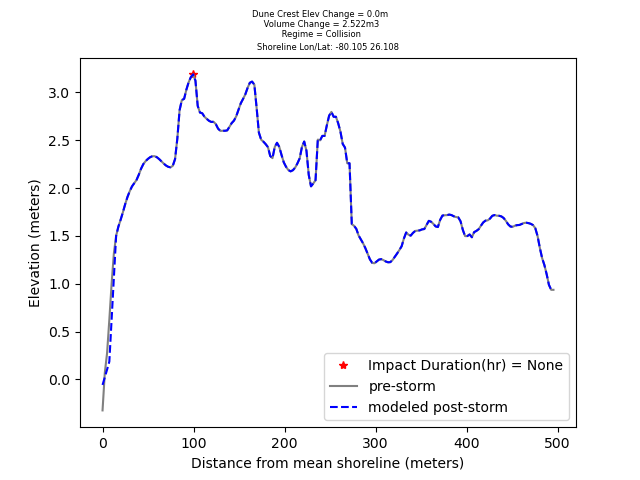 Dune Crest Elev Change = 0.0m
Volume Change = 2.522m3
Regime = Collision
Shoreline Lon/Lat: -80.105 26.108
3.0
2.5
2.0
1.5
1.0
0.5
0.0
Elevation (meters)
Impact Duration(hr) = None
pre-storm
modeled post-storm
0 100 200 300 400 500
Distance from mean shoreline (meters)